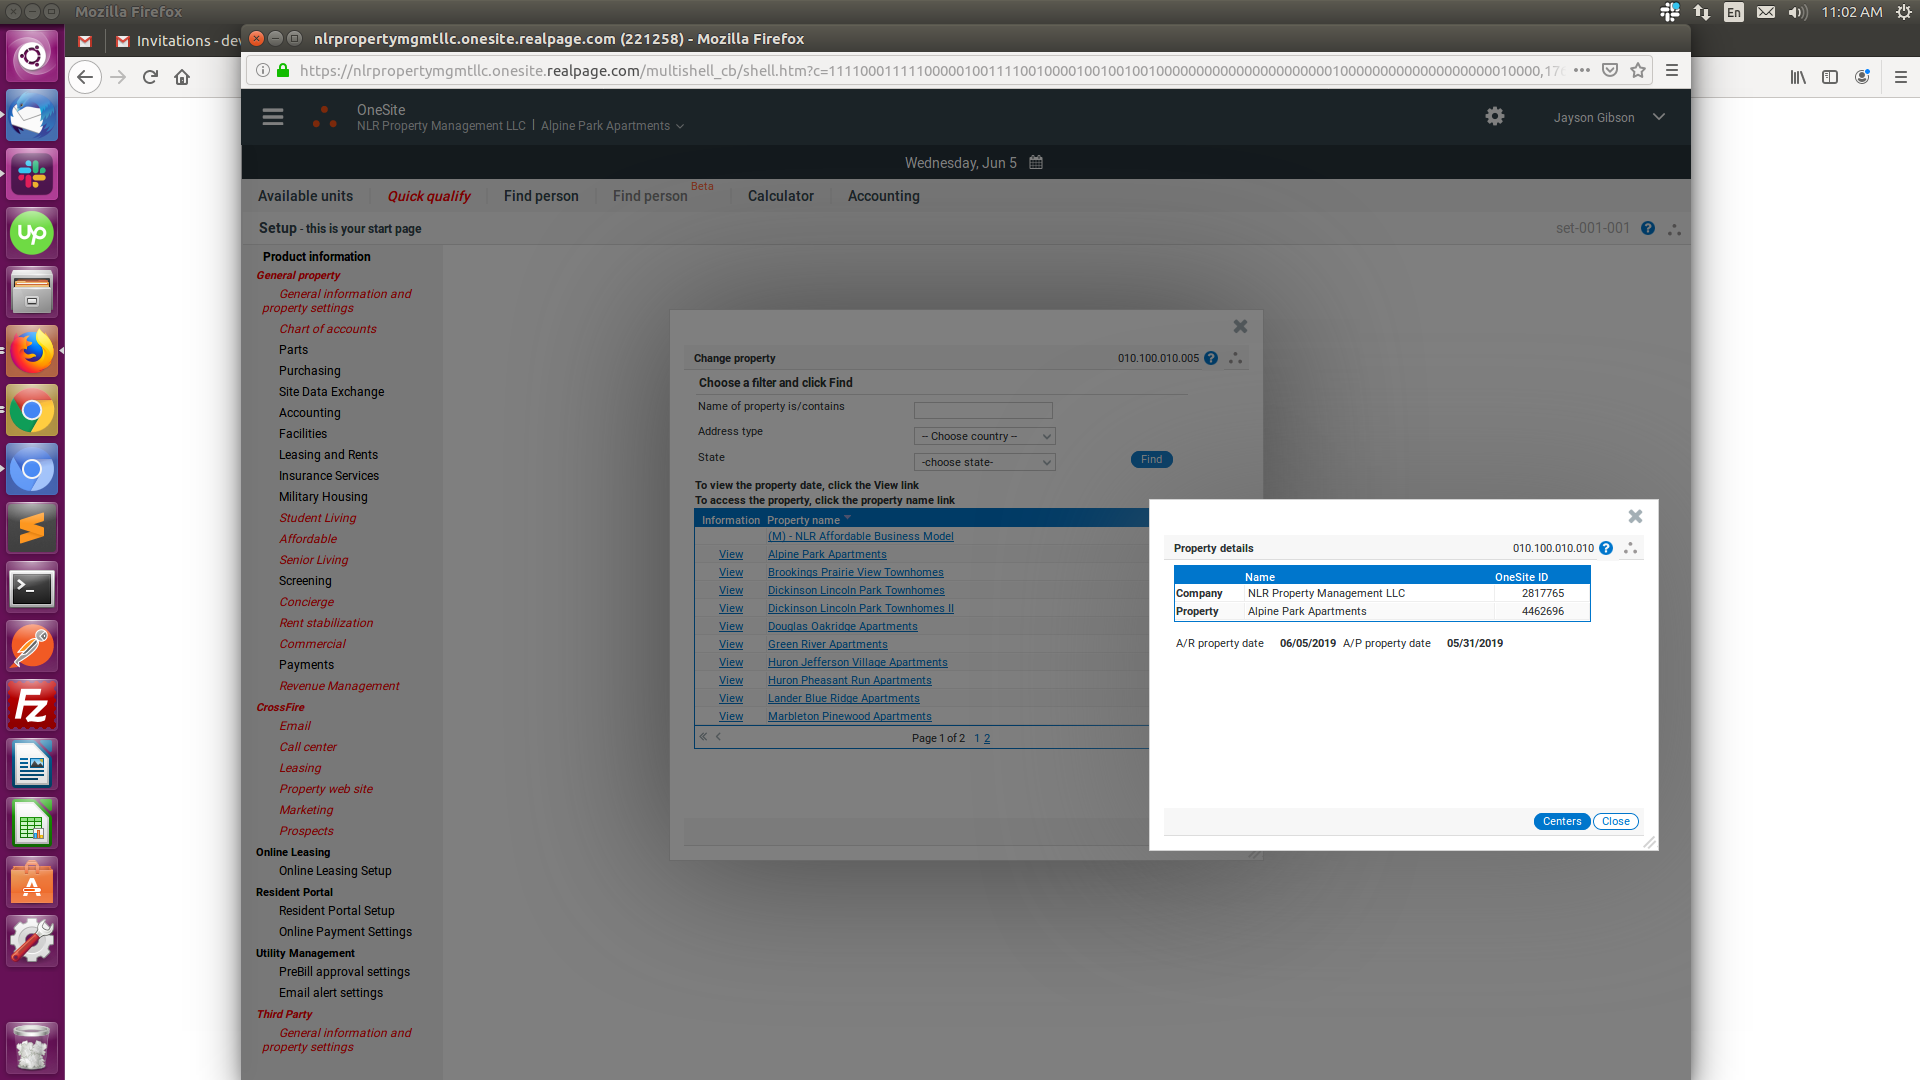 Mozilla Firefox
En
11:02 AM
Invitations - dev
nlrpropertymgmtllc.onesite.realpage.com (221258) - Mozilla Firefox
OneSite
NLR Property Management LLC | Alpine Park Apartments
Jayson Gibson
Wednesday, Jun 5
Available units
Quick qualify
Find person
Find person Beta
Calculator
Accounting
Setup - this is your start page
set-001-001
Product information
General property
General information and
property settings
Chart of accounts
Parts
Purchasing
Site Data Exchange
Accounting
Facilities
Leasing and Rents
Insurance Services
Military Housing
Student Living
Affordable
Senior Living
Screening
Concierge
Rent stabilization
Commercial
Payments
Revenue Management
CrossFire
Email
Call center
Leasing
Property web site
Marketing
Prospects
Online Leasing
Online Leasing Setup
Resident Portal
Resident Portal Setup
Online Payment Settings
Utility Management
PreBill approval settings
Email alert settings
Third Party
General information and
property settings
Change property
010.100.010.005
Choose a filter and click Find
Name of property is/contains
Address type
-- Choose country --
State
-choose state-
Find
To view the property date, click the View link
To access the property, click the property name link
Information Property name
(M) - NLR Affordable Business Model
View Alpine Park Apartments
View Brookings Prairie View Townhomes
View Dickinson Lincoln Park Townhomes
View Dickinson Lincoln Park Townhomes II
View Douglas Oakridge Apartments
View Green River Apartments
View Huron Jefferson Village Apartments
View Huron Pheasant Run Apartments
View Lander Blue Ridge Apartments
View Marbleton Pinewood Apartments
Page 1 of 2 1 2
Property details
010.100.010.010
Name OneSite ID
Company NLR Property Management LLC 2817765
Property Alpine Park Apartments 4462696
A/R property date 06/05/2019 A/P property date 05/31/2019
Centers
Close